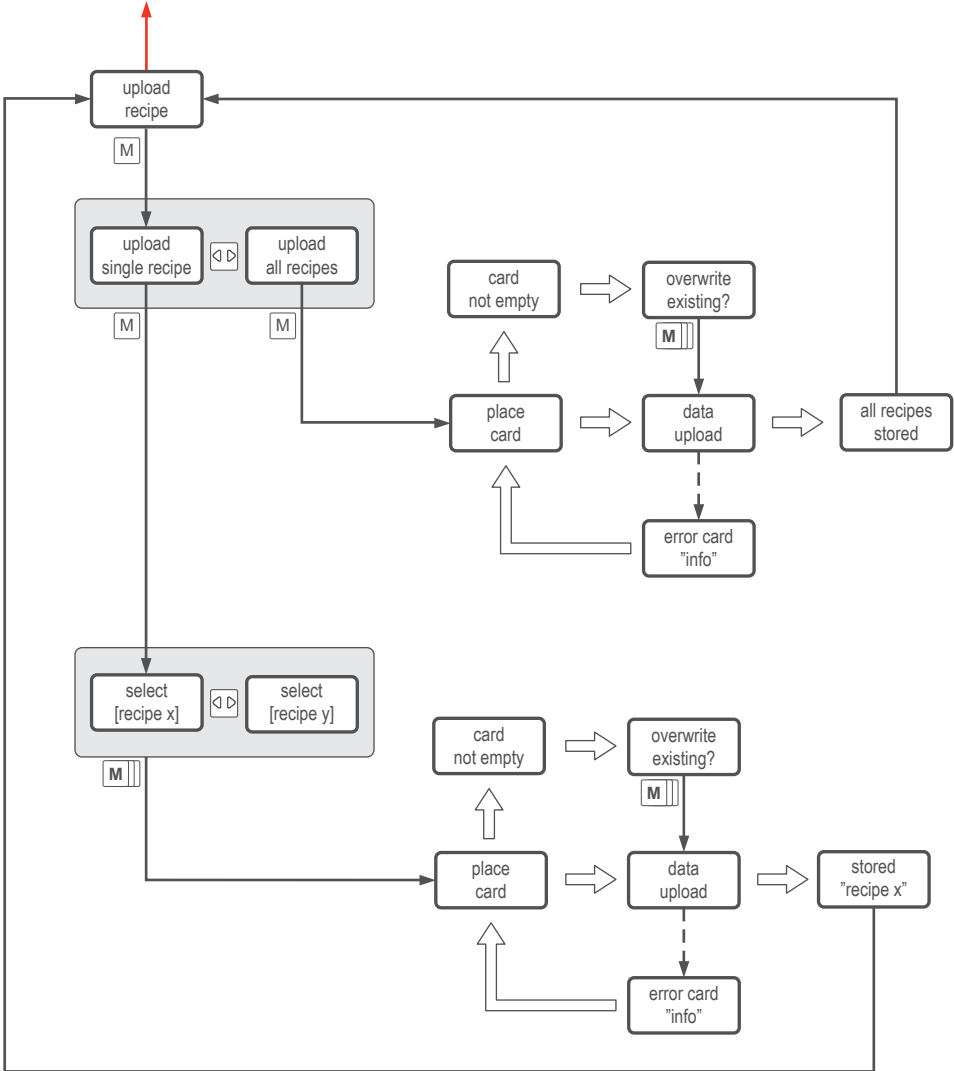 upload
recipe
M
upload
single recipe
upload
all recipes
M
M
card
not empty
overwrite
existing?
M
place
card
data
upload
all recipes
stored
error card
"info"
select
[recipe x]
select
[recipe y]
M
card
not empty
overwrite
existing?
M
place
card
data
upload
stored
"recipe x"
error card
"info"